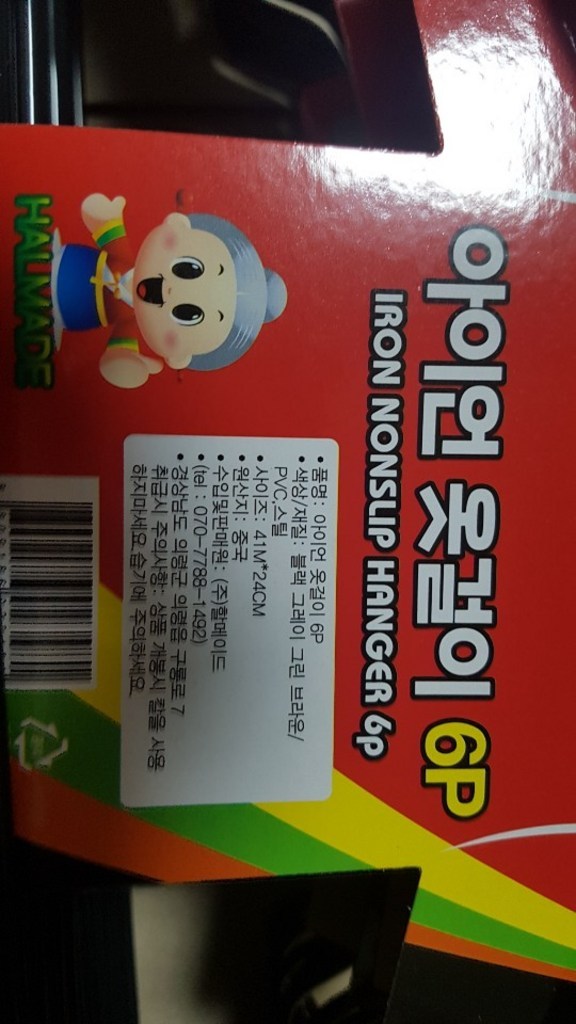 아이언 옷걸이 6P
IRON NONSLIP HANGER 6p
• 품명: 아이언 옷걸이 6P
• 색상/재질: 블랙 그레이 그린 브라운/
PVC,스틸
• 사이즈: 41M*24CM
• 원산지: 중국
• 수입및판매원: (주)할메이드
• (tel : 070-7788-1492)
• 경상남도 의령군 의령읍 구룡로 7
취급시 주의사항: 상품 개봉시 칼을 사용
하지마세요.습기에 주의하세요.
HALMADE